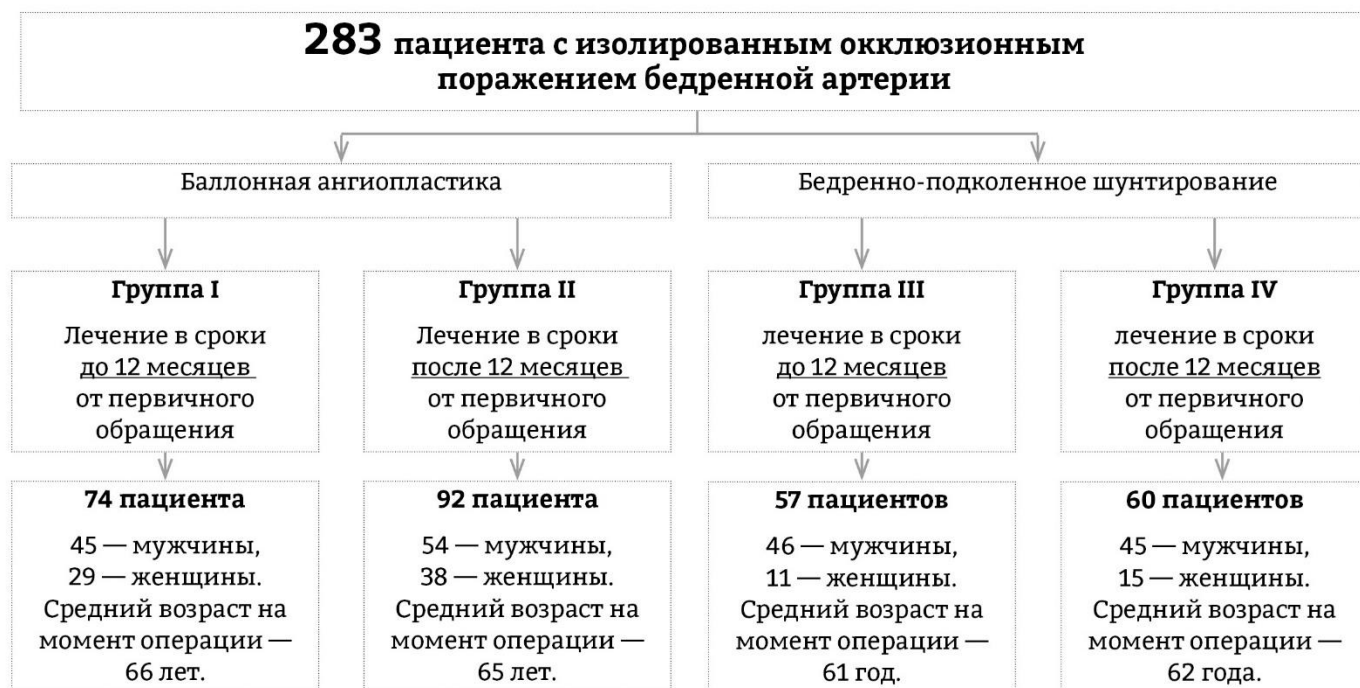 283 пациента с изолированным окклюзионным
поражением бедренной артерии
Баллонная ангиопластика
Бедренно-подколенное шунтирование
Группа I
Лечение в сроки
до 12 месяцев
от первичного
обращения
Группа II
Лечение в сроки
после 12 месяцев
от первичного
обращения
Группа III
лечение в сроки
до 12 месяцев
от первичного
обращения
Группа IV
лечение в сроки
после 12 месяцев
от первичного
обращения
74 пациента
45 — мужчины,
29 — женщины.
Средний возраст на
момент операции —
66 лет.
92 пациента
54 — мужчины,
38 — женщины.
Средний возраст на
момент операции —
65 лет.
57 пациентов
46 — мужчины,
11 — женщины.
Средний возраст на
момент операции —
61 год.
60 пациентов
45 — мужчины,
15 — женщины.
Средний возраст на
момент операции —
62 года.